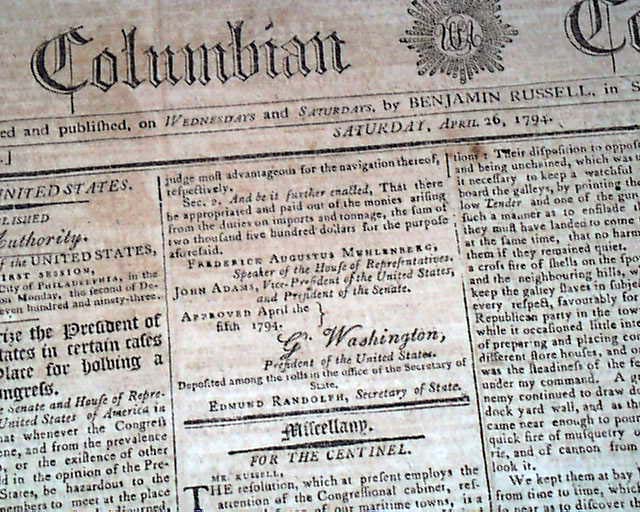 Columbian C
ed and publiſhed, on WEDNESDAYS and SATURDAYS, by BENJAMIN RUSSELL, in S
SATURDAY, APRIL 26, 1794.
UNITED STATES.
BLISHED
Authority.
of the UNITED STATES,
FIRST SESSION,
City of PHILADELPHIA, in the
on Monday, the ſecond of De-
ven hundred and ninety-three.
rize the Preſident of
tates in certain caſes
place for holving a
ongreſs.
Senate and Houſe of Repre-
United States of America in
hat whenever the Congreſs
ene, and from the prevalence
, or the exiſtence of other
ld in the opinion of the Pre-
States, be hazardous to the
members to meet at the place
judge moſt advantageous for the navigation thereof,
reſpectively.
SEC. 2. And be it further enacted, That there
be appropriated and paid out of the monies ariſing
from the duties on imports and tonnage, the ſum of
two thouſand five hundred dollars for the purpoſe
aforeſaid.
FREDERICK AUGUSTUS MUHLENBERG,
Speaker of the Houſe of Repreſentatives.
JOHN ADAMS, Vice-Preſident of the United States,
and Preſident of the Senate.
APPROVED April the }
fifth 1794. }
G. Waſhington,
Preſident of the United States.
Depoſited among the rolls in the office of the Secretary of
State.
EDMUND RANDOLPH, Secretary of State.
Miſcellany.
FOR THE CENTINEL.
MR. RUSSELL,
THE reſolution, which at preſent employs the
attention of the Congreſſional cabinet, reſ-
of our maritime towns, is a
tion: Their diſpoſition to oppoſe
and being unchained, which was
it neceſſary to keep a watchful
board the galleys, by pointing the
low Tender and one of the gun
ſuch a manner as to enfilade
they muſt have landed to come
at the ſame time, that no harm
them if they remained quiet.
a croſs fire of ſhells on the ſpo
and the neighbouring hills,
keep the galley ſlaves in ſubjec
every reſpect, favourably for
Republican party in the town
while it occaſioned little in
of preparing and placing co
different ſtore houſes, and o
was the ſteadineſs of the fe
under my command. A
enemy continued to draw
dock yard wall, and as th
came near enough to pou
quick fire of muſquetry
ric, and of cannon from
look it.
We kept them at bay
from time to time, whic